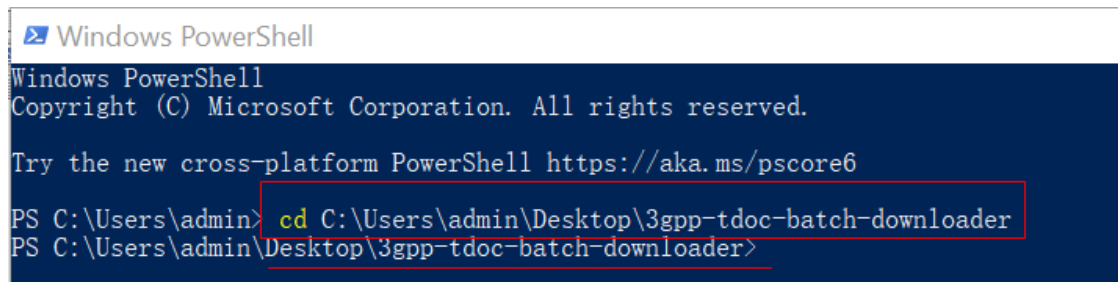 Windows PowerShell
Windows PowerShell
Copyright (C) Microsoft Corporation. All rights reserved.
Try the new cross-platform PowerShell https://aka.ms/pscore6
PS C:\Users\admin> cd C:\Users\admin\Desktop\3gpp-tdoc-batch-downloader
PS C:\Users\admin\Desktop\3gpp-tdoc-batch-downloader>